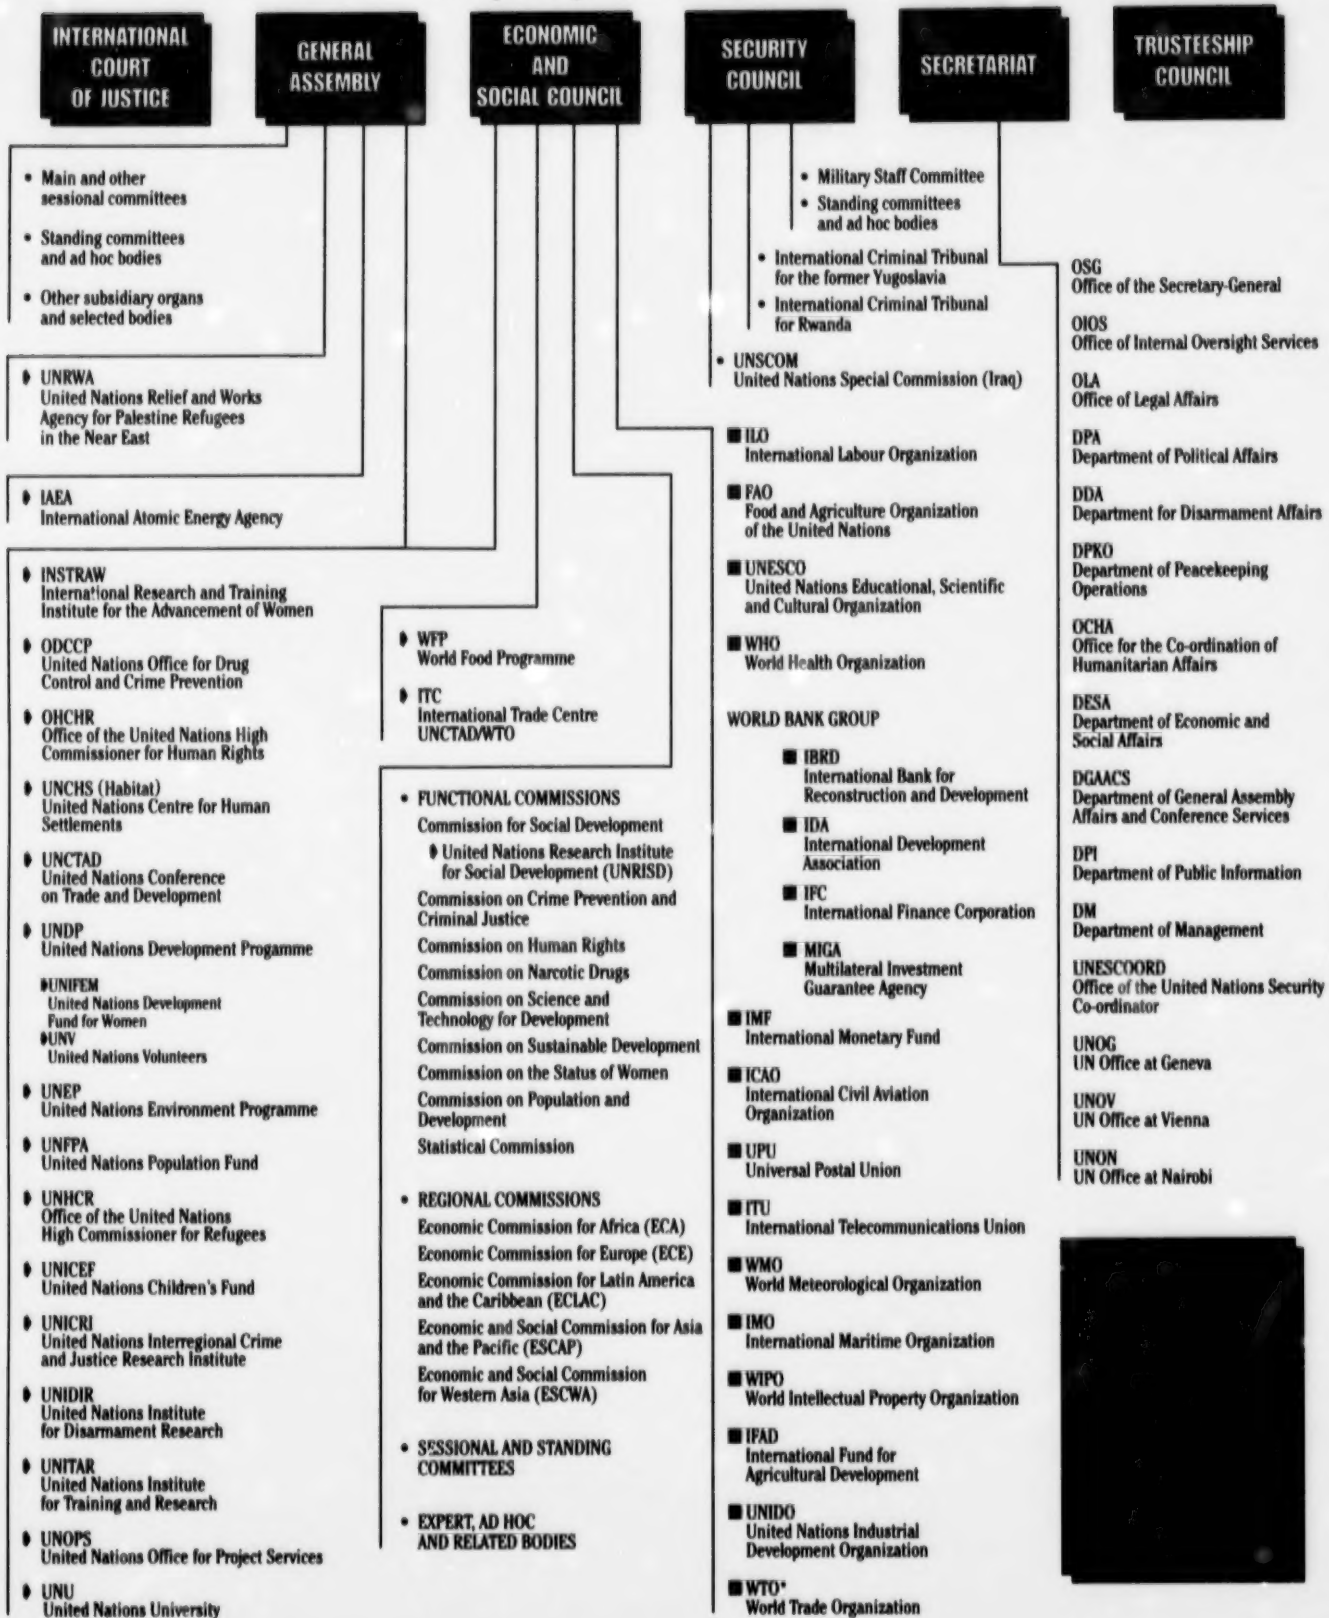 INTERNATIONAL
COURT
OF JUSTICE
GENERAL
ASSEMBLY
ECONOMIC
AND
SOCIAL COUNCIL
SECURITY
COUNCIL
SECRETARIAT
TRUSTEESHIP
COUNCIL
• Main and other
sessional committees
• Standing committees
and ad hoc bodies
• Other subsidiary organs
and selected bodies
UNRWA
United Nations Relief and Works
Agency for Palestine Refugees
in the Near East
IAEA
International Atomic Energy Agency
INSTRAW
International Research and Training
Institute for the Advancement of Women
ODCCP
United Nations Office for Drug
Control and Crime Prevention
OHCHR
Office of the United Nations High
Commissioner for Human Rights
UNCHS (Habitat)
United Nations Centre for Human
Settlements
UNCTAD
United Nations Conference
on Trade and Development
UNDP
United Nations Development Progamme
UNIFEM
United Nations Development
Fund for Women
UNV
United Nations Volunteers
UNEP
United Nations Environment Programme
UNFPA
United Nations Population Fund
UNHCR
Office of the United Nations
High Commissioner for Refugees
UNICEF
United Nations Children's Fund
UNICRI
United Nations Interregional Crime
and Justice Research Institute
UNIDIR
United Nations Institute
for Disarmament Research
UNITAR
United Nations Institute
for Training and Research
UNOPS
United Nations Office for Project Services
UNU
United Nations University
WFP
World Food Programme
ITC
International Trade Centre
UNCTAD/WTO
• FUNCTIONAL COMMISSIONS
Commission for Social Development
United Nations Research Institute
for Social Development (UNRISD)
Commission on Crime Prevention and
Criminal Justice
Commission on Human Rights
Commission on Narcotic Drugs
Commission on Science and
Technology for Development
Commission on Sustainable Development
Commission on the Status of Women
Commission on Population and
Development
Statistical Commission
• REGIONAL COMMISSIONS
Economic Commission for Africa (ECA)
Economic Commission for Europe (ECE)
Economic Commission for Latin America
and the Caribbean (ECLAC)
Economic and Social Commission for Asia
and the Pacific (ESCAP)
Economic and Social Commission
for Western Asia (ESCWA)
• SESSIONAL AND STANDING
COMMITTEES
• EXPERT, AD HOC
AND RELATED BODIES
• Military Staff Committee
• Standing committees
and ad hoc bodies
• International Criminal Tribunal
for the former Yugoslavia
• International Criminal Tribunal
for Rwanda
• UNSCOM
United Nations Special Commission (Iraq)
■ ILO
International Labour Organization
■ FAO
Food and Agriculture Organization
of the United Nations
■ UNESCO
United Nations Educational, Scientific
and Cultural Organization
■ WHO
World Health Organization
WORLD BANK GROUP
■ IBRD
International Bank for
Reconstruction and Development
■ IDA
International Development
Association
■ IFC
International Finance Corporation
■ MIGA
Multilateral Investment
Guarantee Agency
■ IMF
International Monetary Fund
■ ICAO
International Civil Aviation
Organization
■ UPU
Universal Postal Union
■ ITU
International Telecommunications Union
■ WMO
World Meteorological Organization
■ IMO
International Maritime Organization
■ WIPO
World Intellectual Property Organization
■ IFAD
International Fund for
Agricultural Development
■ UNIDO
United Nations Industrial
Development Organization
■ WTO*
World Trade Organization
OSG
Office of the Secretary-General
OIOS
Office of Internal Oversight Services
OLA
Office of Legal Affairs
DPA
Department of Political Affairs
DDA
Department for Disarmament Affairs
DPKO
Department of Peacekeeping
Operations
OCHA
Office for the Co-ordination of
Humanitarian Affairs
DESA
Department of Economic and
Social Affairs
DGAACS
Department of General Assembly
Affairs and Conference Services
DPI
Department of Public Information
DM
Department of Management
UNESCOORD
Office of the United Nations Security
Co-ordinator
UNOG
UN Office at Geneva
UNOV
UN Office at Vienna
UNON
UN Office at Nairobi